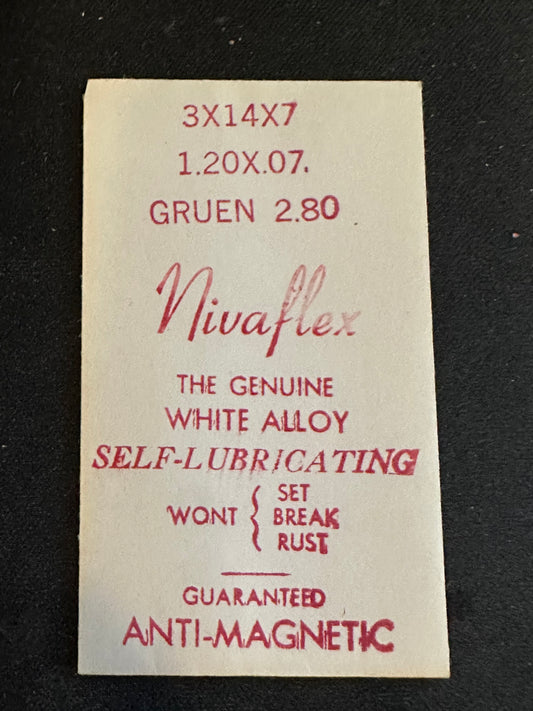 3X14X7
1.20X.07.
GRUEN 2.80
Nivaflex
THE GENUINE
WHITE ALLOY
SELF-LUBRICATING
WONT { SET
BREAK
RUST
GUARANTEED
ANTI-MAGNETIC